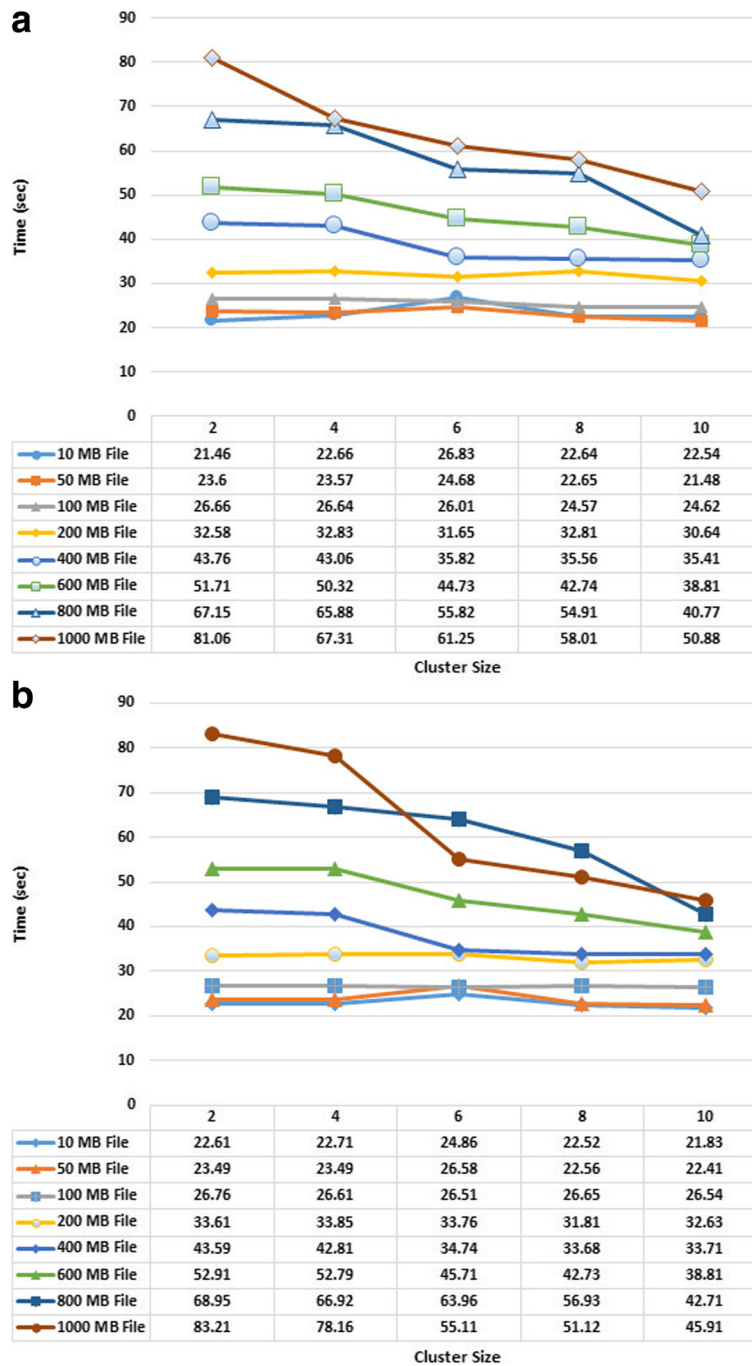 a
90
80
70
60
50
40
30
20
10
0
Time (sec)
2 4 6 8 10
10 MB File 21.46 22.66 26.83 22.64 22.54
50 MB File 23.6 23.57 24.68 22.65 21.48
100 MB File 26.66 26.64 26.01 24.57 24.62
200 MB File 32.58 32.83 31.65 32.81 30.64
400 MB File 43.76 43.06 35.82 35.56 35.41
600 MB File 51.71 50.32 44.73 42.74 38.81
800 MB File 67.15 65.88 55.82 54.91 40.77
1000 MB File 81.06 67.31 61.25 58.01 50.88
Cluster Size
b
90
80
70
60
50
40
30
20
10
0
Time (sec)
2 4 6 8 10
10 MB File 22.61 22.71 24.86 22.52 21.83
50 MB File 23.49 23.49 26.58 22.56 22.41
100 MB File 26.76 26.61 26.51 26.65 26.54
200 MB File 33.61 33.85 33.76 31.81 32.63
400 MB File 43.59 42.81 34.74 33.68 33.71
600 MB File 52.91 52.79 45.71 42.73 38.81
800 MB File 68.95 66.92 63.96 56.93 42.71
1000 MB File 83.21 78.16 55.11 51.12 45.91
Cluster Size